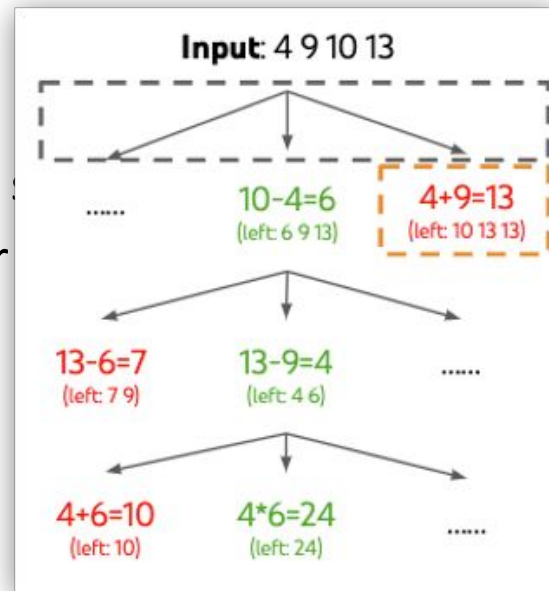 Input: 4 9 10 13
...... 10-4=6 4+9=13
(left: 6 9 13) (left: 10 13 13)
13-6=7 13-9=4 ......
(left: 7 9) (left: 4 6)
4+6=10 4*6=24 ......
(left: 10) (left: 24)